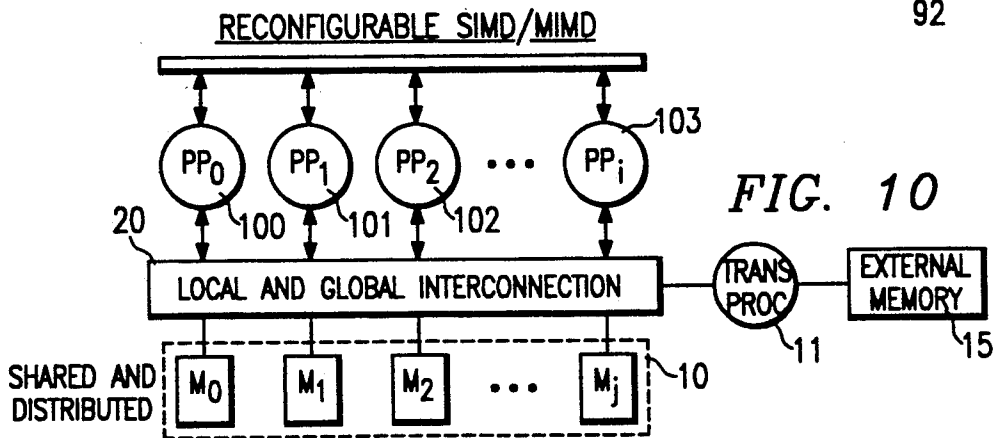 92
RECONFIGURABLE SIMD/MIMD
PP0 PP1 PP2 ••• PPi
103
100 101 102
FIG. 10
20
LOCAL AND GLOBAL INTERCONNECTION
TRANS
PROC
11
EXTERNAL
MEMORY
15
SHARED AND
DISTRIBUTED
M0 M1 M2 ••• Mj
10